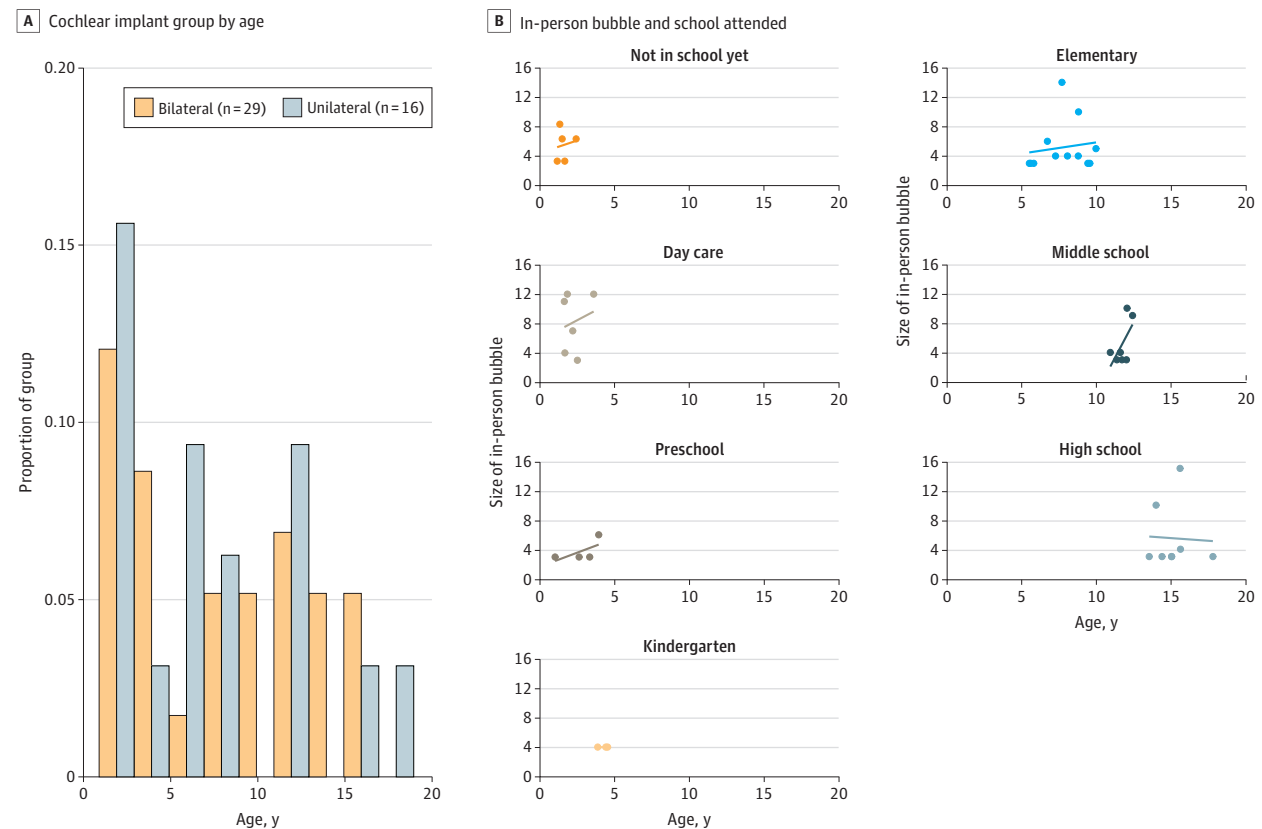 A Cochlear implant group by age
0.20
0.15
0.10
0.05
0
Proportion of group
Bilateral (n=29)
Unilateral (n=16)
0 5 10 15 20
Age, y
B In-person bubble and school attended
Size of in-person bubble
Not in school yet
16
12
8
4
0
0 5 10 15 20
Day care
16
12
8
4
0
0 5 10 15 20
Preschool
16
12
8
4
0
0 5 10 15 20
Kindergarten
16
12
8
4
0
0 5 10 15 20
Age, y
Size of in-person bubble
Elementary
16
12
8
4
0
0 5 10 15 20
Middle school
16
12
8
4
0
0 5 10 15 20
High school
16
12
8
4
0
0 5 10 15 20
Age, y